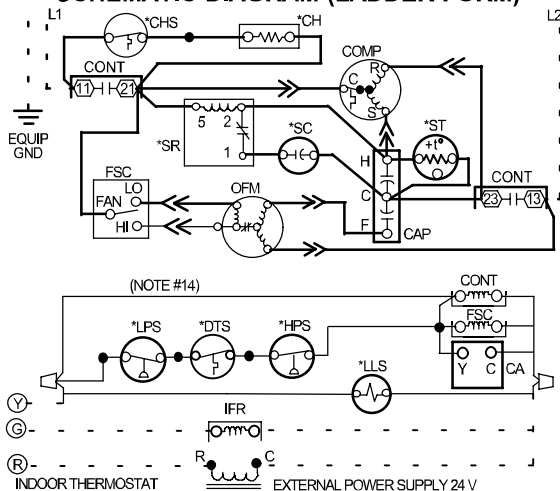 SCHEMATIC DIAGRAM (LADDER FORM)
L1
L2
*CHS
*CH
CONT
11
21
COMP
R
C
S
EQUIP
GND
*SR
5
2
1
*SC
*ST
+t°
H
C
F
CAP
CONT
23
13
FSC
LO
FAN
HI
OFM
(NOTE #14)
CONT
FSC
*LPS
*DTS
*HPS
Y
C
CA
*LLS
Y
IFR
G
R
R
C
INDOOR THERMOSTAT
EXTERNAL POWER SUPPLY 24 V